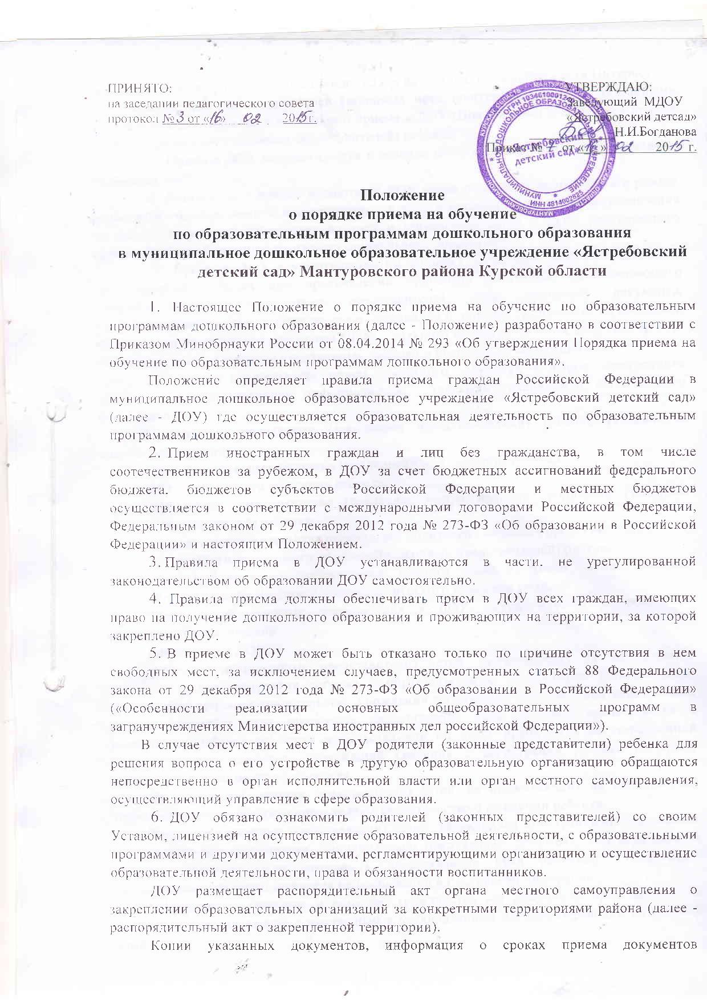 ПРИНЯТО:
на заседании педагогического совета
протокол № 3 от «16» 02 2015г.
УТВЕРЖДАЮ:
Заведующий МДОУ
«Ястребовский детсад»
Н.И.Богданова
Приказ № 7 от «16» 02 2015 г.
«Ястребовский
детский сад»
ИНН 4614002625
Положение
о порядке приема на обучение
по образовательным программам дошкольного образования
в муниципальное дошкольное образовательное учреждение «Ястребовский
детский сад» Мантуровского района Курской области
1. Настоящее Положение о порядке приема на обучение по образовательным
программам дошкольного образования (далее - Положение) разработано в соответствии с
Приказом Минобрнауки России от 08.04.2014 № 293 «Об утверждении Порядка приема на
обучение по образовательным программам дошкольного образования».
Положение определяет правила приема граждан Российской Федерации в
муниципальное дошкольное образовательное учреждение «Ястребовский детский сад»
(далее - ДОУ) где осуществляется образовательная деятельность по образовательным
программам дошкольного образования.
2. Прием иностранных граждан и лиц без гражданства, в том числе
соотечественников за рубежом, в ДОУ за счет бюджетных ассигнований федерального
бюджета. бюджетов субъектов Российской Федерации и местных бюджетов
осуществляется в соответствии с международными договорами Российской Федерации,
Федеральным законом от 29 декабря 2012 года № 273-ФЗ «Об образовании в Российской
Федерации» и настоящим Положением.
3. Правила приема в ДОУ устанавливаются в части. не урегулированной
законодательством об образовании ДОУ самостоятельно.
4. Правила приема должны обеспечивать прием в ДОУ всех граждан, имеющих
право на получение дошкольного образования и проживающих на территории, за которой
закреплено ДОУ.
5. В приеме в ДОУ может быть отказано только по причине отсутствия в нем
свободных мест, за исключением случаев, предусмотренных статьей 88 Федерального
закона от 29 декабря 2012 года № 273-ФЗ «Об образовании в Российской Федерации»
(«Особенности реализации основных общеобразовательных программ в
загранучреждениях Министерства иностранных дел российской Федерации»).
В случае отсутствия мест в ДОУ родители (законные представители) ребенка для
решения вопроса о его устройстве в другую образовательную организацию обращаются
непосредственно в орган исполнительной власти или орган местного самоуправления,
осуществляющий управление в сфере образования.
6. ДОУ обязано ознакомить родителей (законных представителей) со своим
Уставом, лицензией на осуществление образовательной деятельности, с образовательными
программами и другими документами, регламентирующими организацию и осуществление
образовательной деятельности, права и обязанности воспитанников.
ДОУ размещает распорядительный акт органа местного самоуправления о
закреплении образовательных организаций за конкретными территориями района (далее -
распорядительный акт о закрепленной территории).
Копии указанных документов, информация о сроках приема документов